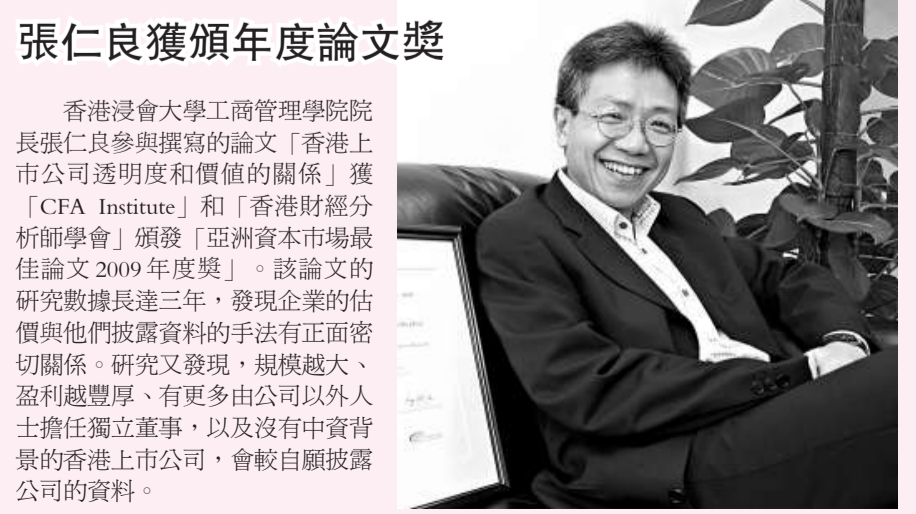 張仁良獲頒年度論文獎
香港浸會大學工商管理學院院
長張仁良參與撰寫的論文「香港上
市公司透明度和價值的關係」獲
「CFA Institute」和「香港財經分
析師學會」頒發「亞洲資本市場最
佳論文 2009 年度獎」。該論文的
研究數據長達三年，發現企業的估
價與他們披露資料的手法有正面密
切關係。研究又發現，規模越大、
盈利越豐厚、有更多由公司以外人
士擔任獨立董事，以及沒有中資背
景的香港上市公司，會較自願披露
公司的資料。